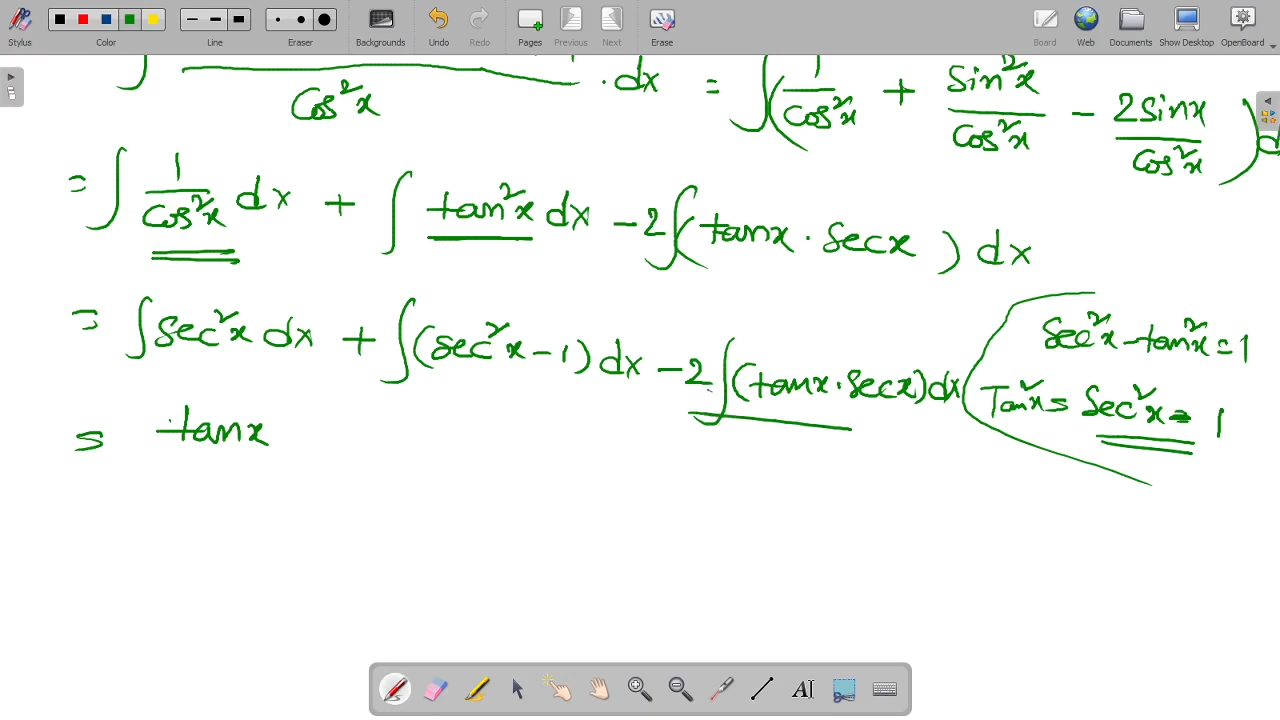 Stylus Color Line Eraser Backgrounds Undo Redo Pages Previous Next Erase Board Web Documents Show Desktop OpenBoard
∫ ――― / cos²x · dx = ∫( 1/cos²x + sin²x/cos²x − 2sinx/cos²x ) d
= ∫ 1/cos²x dx + ∫ tan²x dx − 2∫( tanx · secx ) dx
= ∫ sec²x dx + ∫ (sec²x − 1) dx − 2∫ (tanx · secx) dx
sec²x − tan²x = 1
Tan²x = sec²x − 1
= tanx